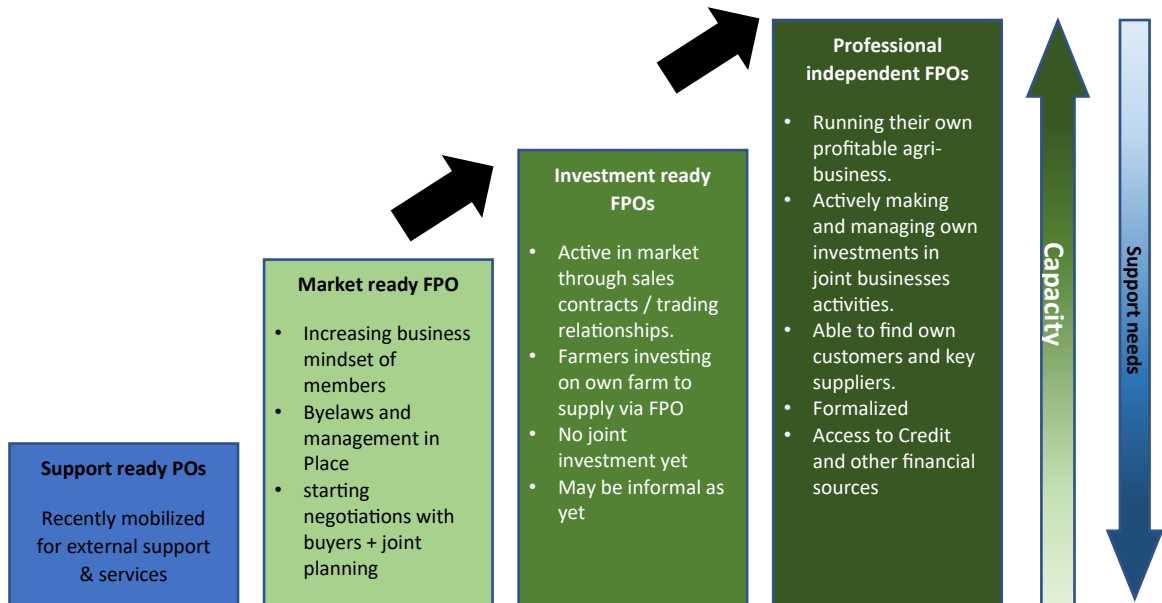 Support ready POs
Recently mobilized
for external support
& services
Market ready FPO
• Increasing business
mindset of
members
• Byelaws and
management in
Place
• starting
negotiations with
buyers + joint
planning
Investment ready
FPOs
• Active in market
through sales
contracts / trading
relationships.
• Farmers investing
on own farm to
supply via FPO
• No joint
investment yet
• May be informal as
yet
Professional
independent FPOs
• Running their own
profitable agri-
business.
• Actively making
and managing own
investments in
joint businesses
activities.
• Able to find own
customers and key
suppliers.
• Formalized
• Access to Credit
and other financial
sources
Capacity
Support needs